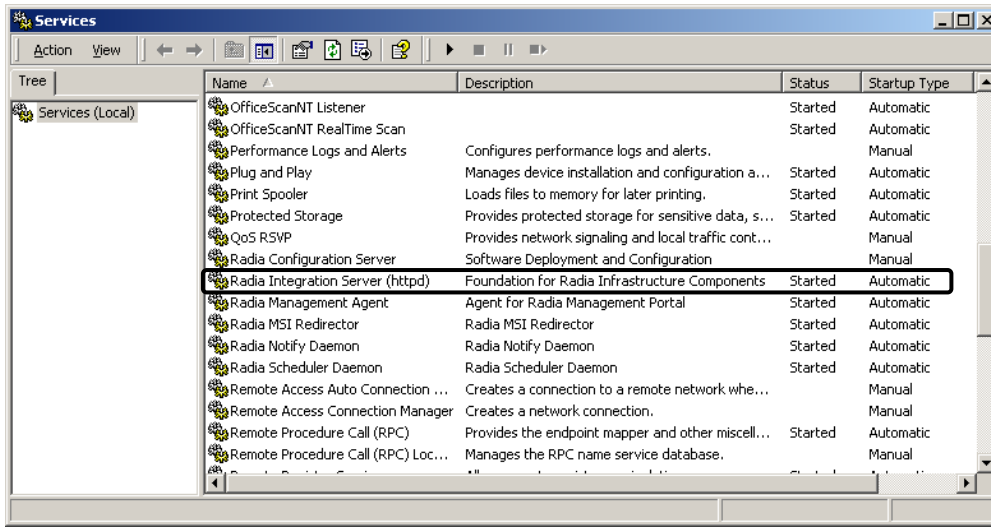 Services
Action View
Tree
Name Description Status Startup Type
Services (Local)
OfficeScanNT Listener Started Automatic
OfficeScanNT RealTime Scan Started Automatic
Performance Logs and Alerts Configures performance logs and alerts. Manual
Plug and Play Manages device installation and configuration a... Started Automatic
Print Spooler Loads files to memory for later printing. Started Automatic
Protected Storage Provides protected storage for sensitive data, s... Started Automatic
QoS RSVP Provides network signaling and local traffic cont... Manual
Radia Configuration Server Software Deployment and Configuration Manual
Radia Integration Server (httpd) Foundation for Radia Infrastructure Components Started Automatic
Radia Management Agent Agent for Radia Management Portal Started Automatic
Radia MSI Redirector Radia MSI Redirector Started Automatic
Radia Notify Daemon Radia Notify Daemon Started Automatic
Radia Scheduler Daemon Radia Scheduler Daemon Started Automatic
Remote Access Auto Connection ... Creates a connection to a remote network whe... Manual
Remote Access Connection Manager Creates a network connection. Manual
Remote Procedure Call (RPC) Provides the endpoint mapper and other miscell... Started Automatic
Remote Procedure Call (RPC) Loc... Manages the RPC name service database. Manual